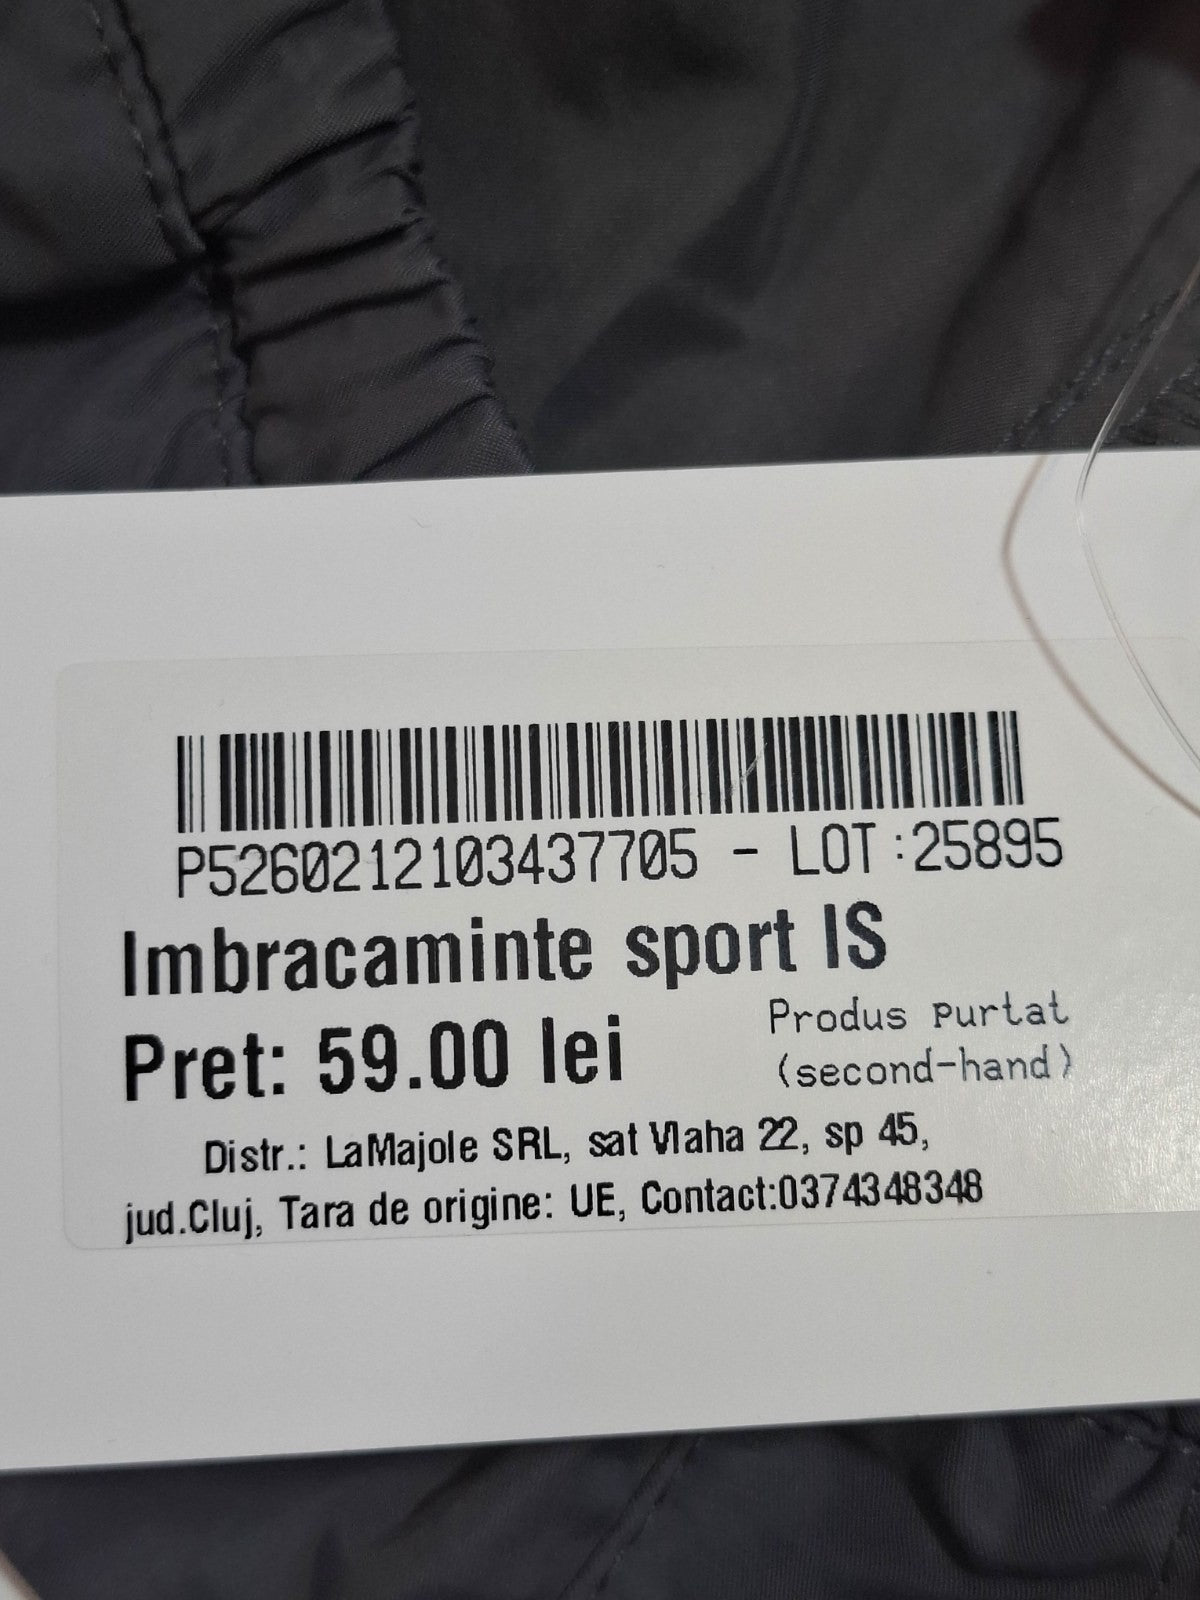 P5260212103437705 - LOT:25895
Imbracaminte sport IS
Pret: 59.00 lei
Produs purtat
(second-hand)
Distr.: LaMajole SRL, sat Vlaha 22, sp 45,
jud.Cluj, Tara de origine: UE, Contact:0374348348